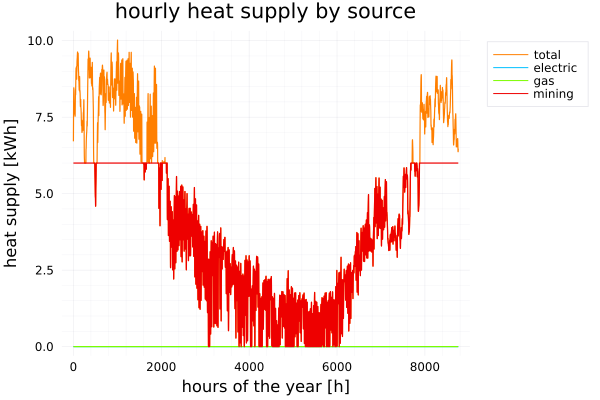 hourly heat supply by source
heat supply [kWh]
10.0
7.5
5.0
2.5
0.0
0
2000
4000
6000
8000
hours of the year [h]
total
electric
gas
mining